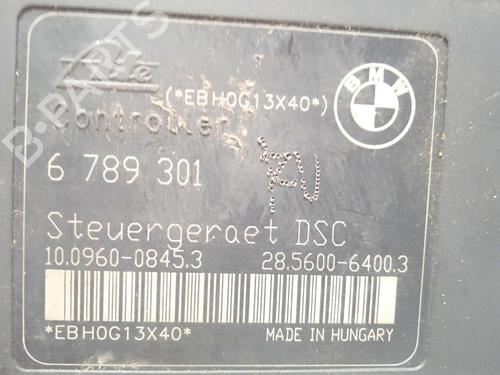 (*EBH0G13X40*)
BMW
Controller
6 789 301
Steuergeraet DSC
10.0960-0845.3 28.5600-6400.3
*EBH0G13X40* MADE IN HUNGARY
B-PARTS